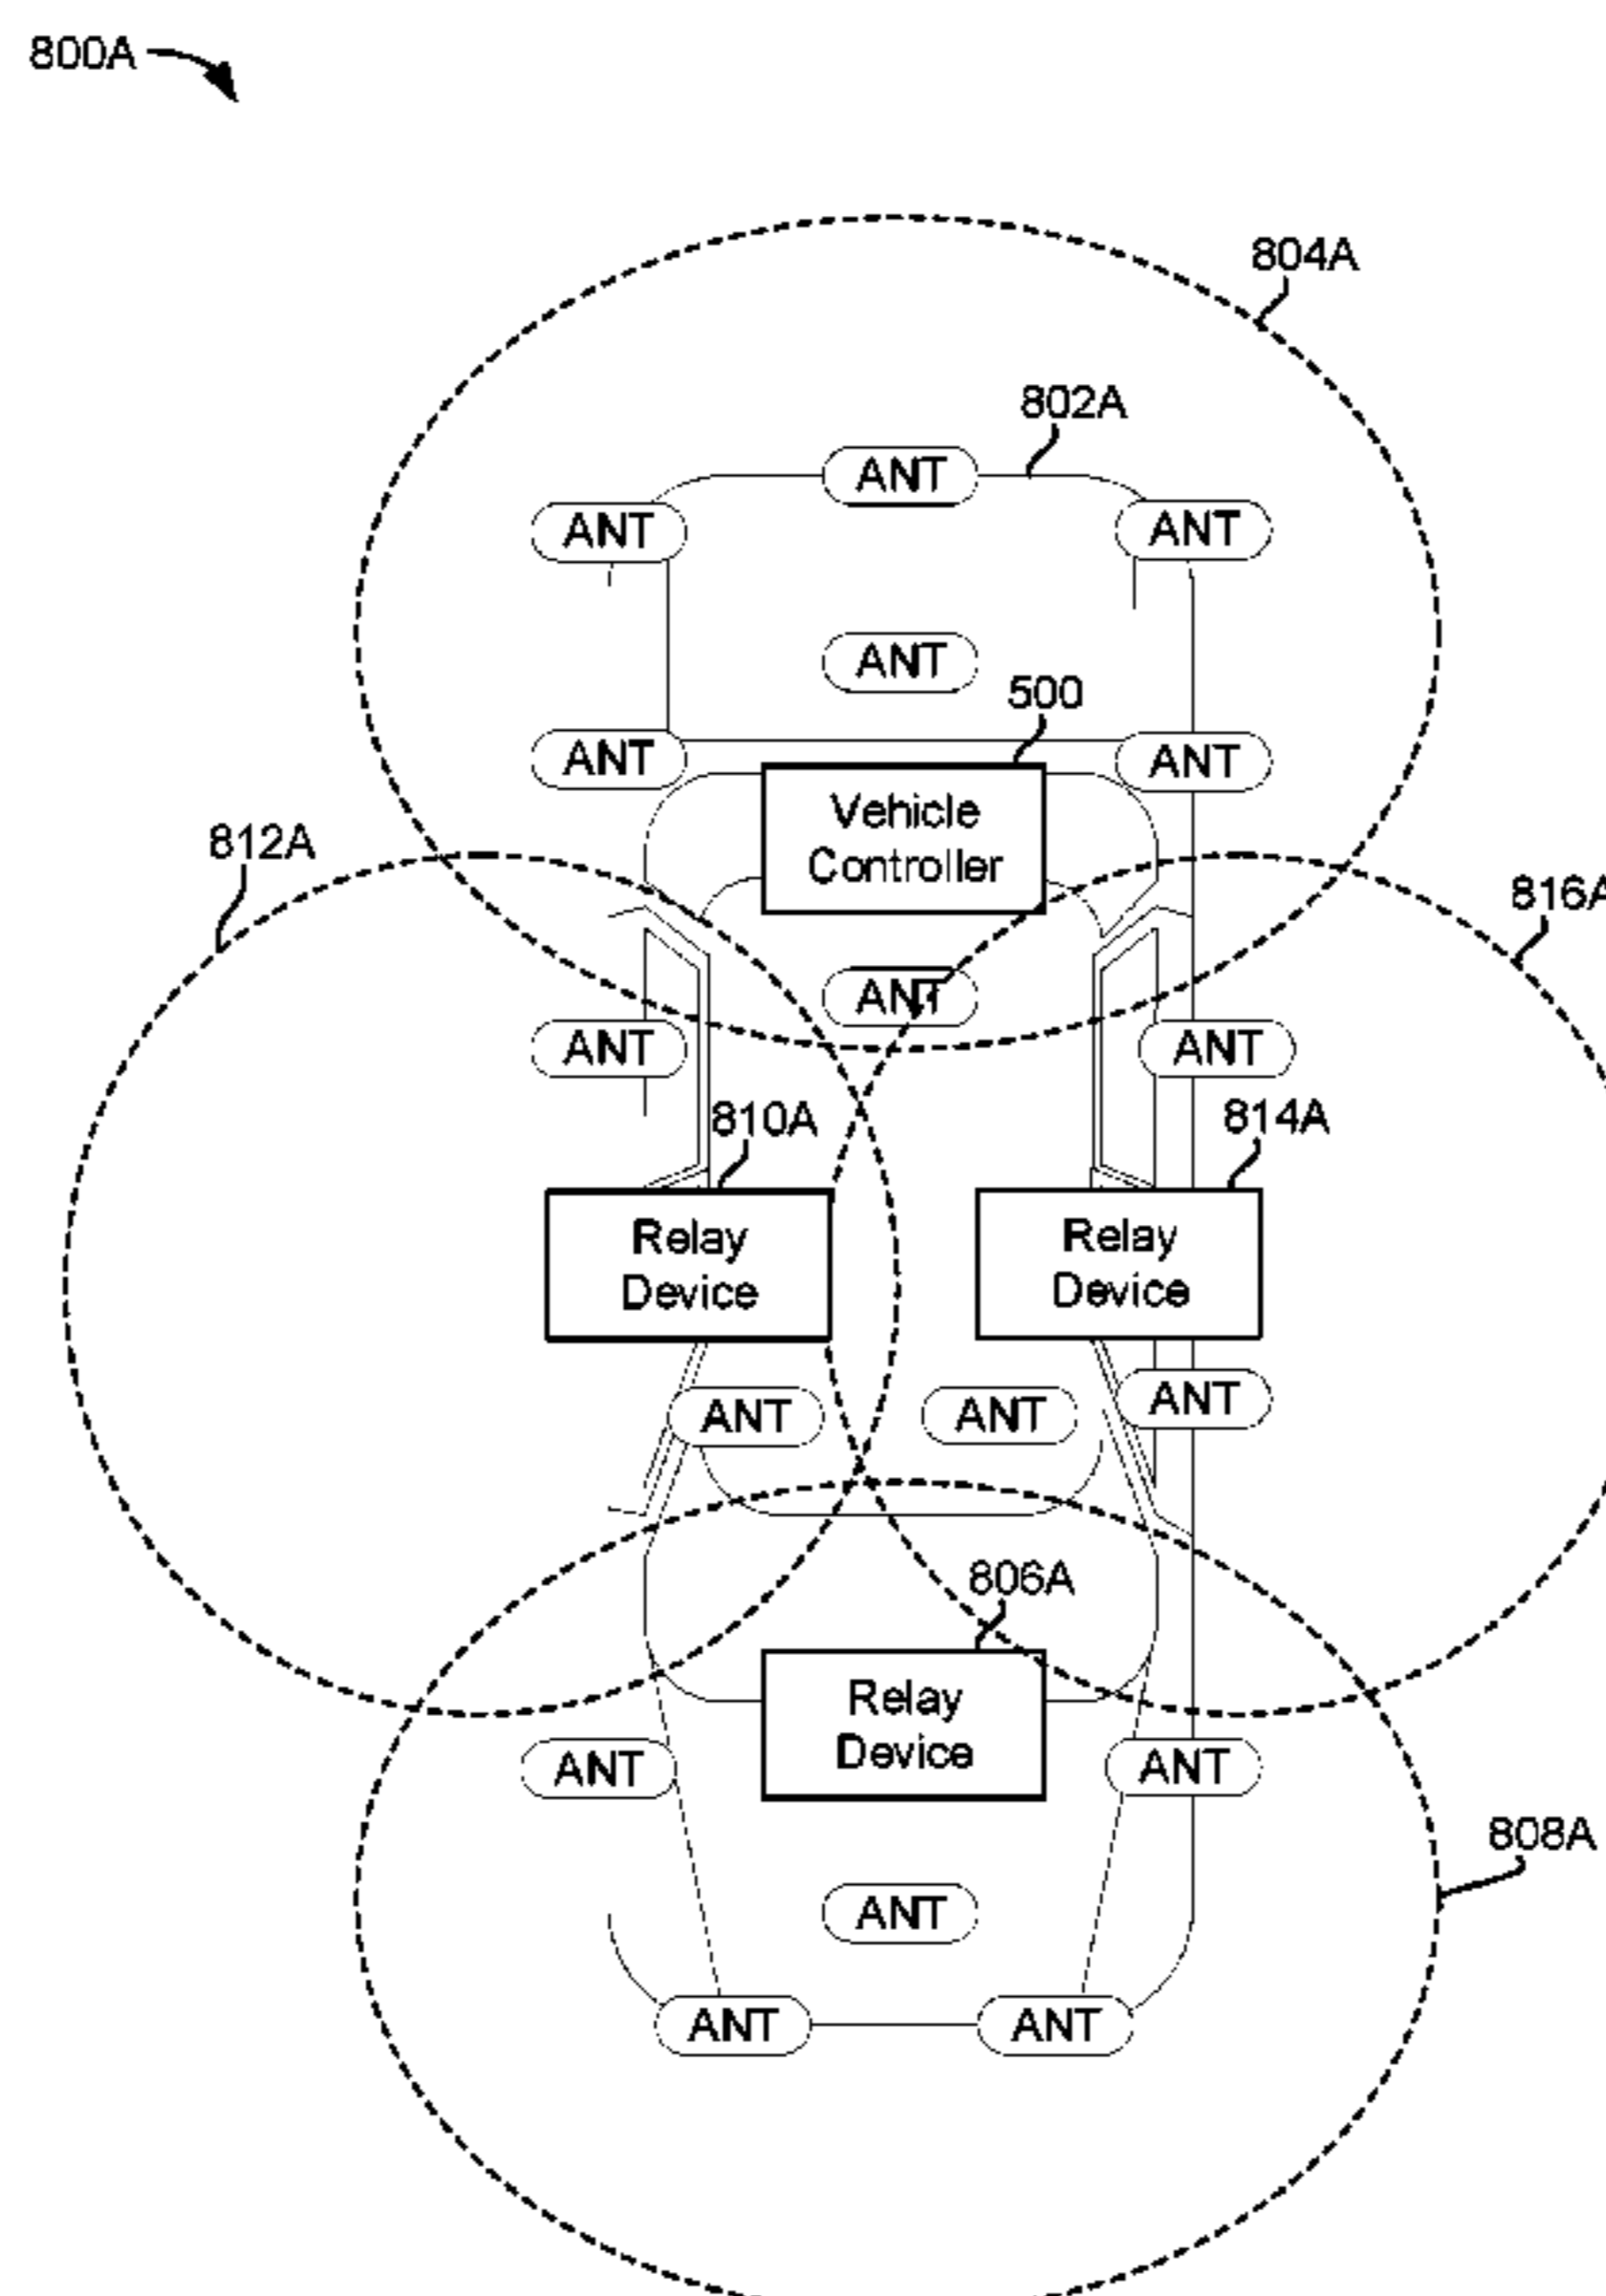 800A
804A
802A
ANT
ANT
ANT
ANT
500
ANT
ANT
Vehicle
Controller
812A
816A
ANT
ANT
ANT
810A
814A
Relay
Device
Relay
Device
ANT
ANT
ANT
806A
Relay
Device
ANT
ANT
808A
ANT
ANT
ANT